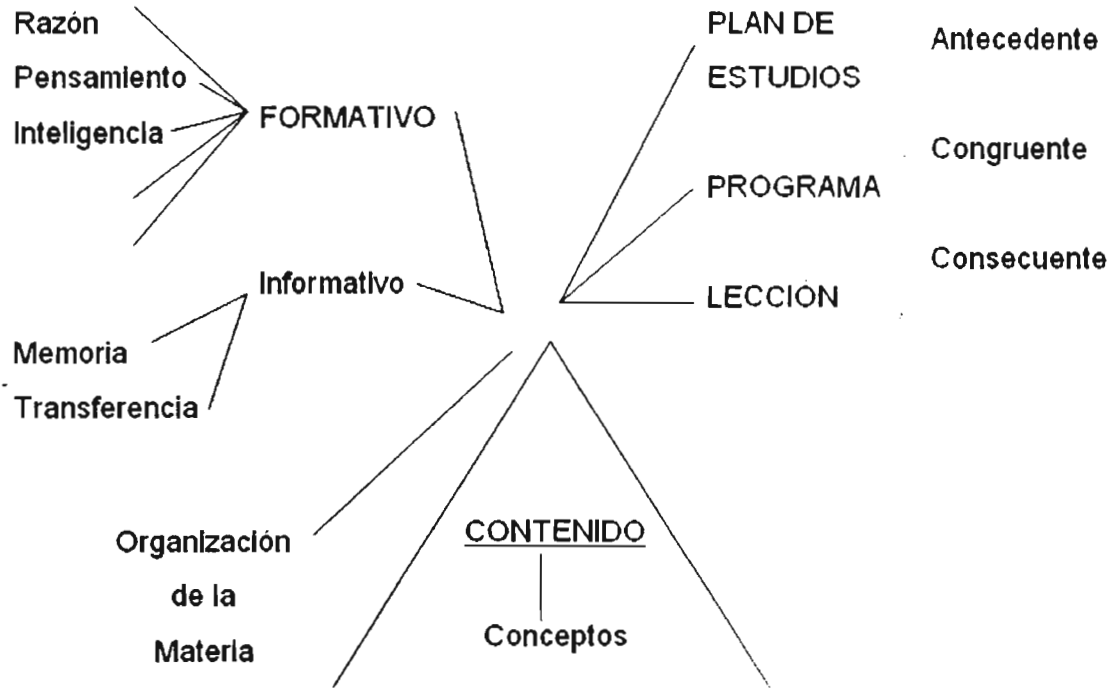 Razón
Pensamiento
Inteligencia
FORMATIVO
Informativo
Memoria
Transferencia
PLAN DE
ESTUDIOS
PROGRAMA
LECCIÓN
Antecedente
Congruente
Consecuente
Organización
de la
Materia
CONTENIDO
Conceptos